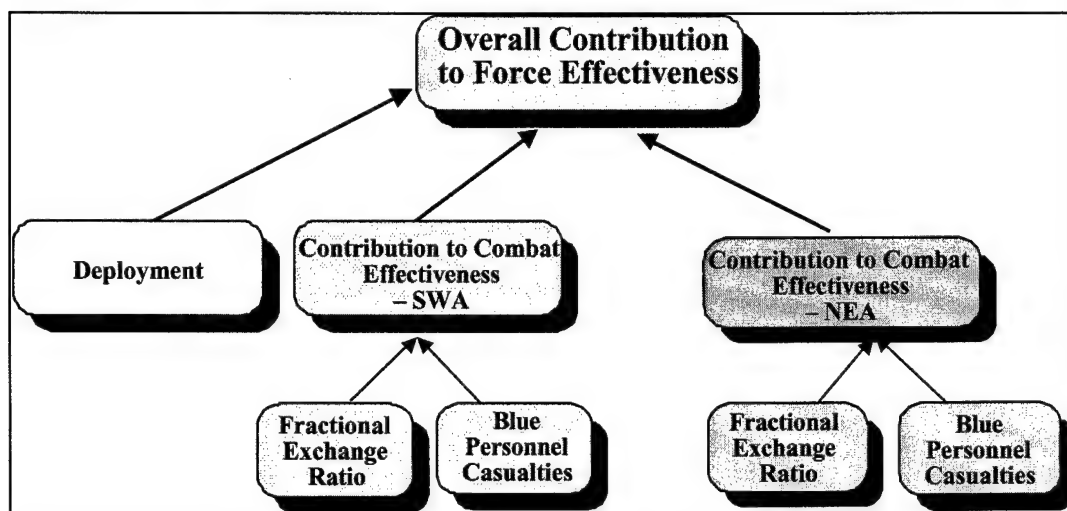 Overall Contribution
to Force Effectiveness
Deployment
Contribution to Combat
Effectiveness
– SWA
Contribution to Combat
Effectiveness
– NEA
Fractional
Exchange
Ratio
Blue
Personnel
Casualties
Fractional
Exchange
Ratio
Blue
Personnel
Casualties